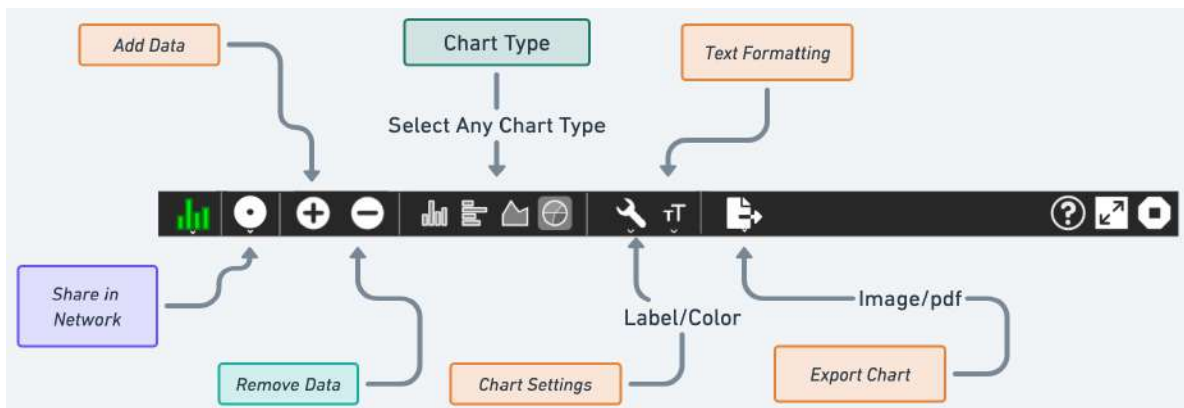 Add Data
Chart Type
Text Formatting
Select Any Chart Type
TT
Share in
Network
Label/Color
Image/pdf
Remove Data
Chart Settings
Export Chart